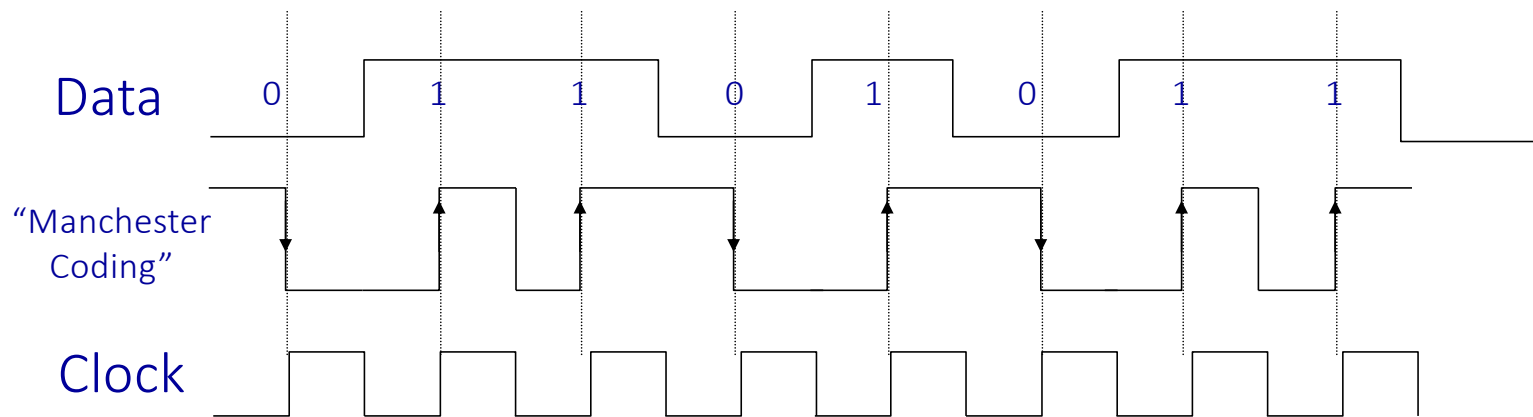 Data
0 1 1 0 1 0 1 1
“Manchester
Coding”
Clock